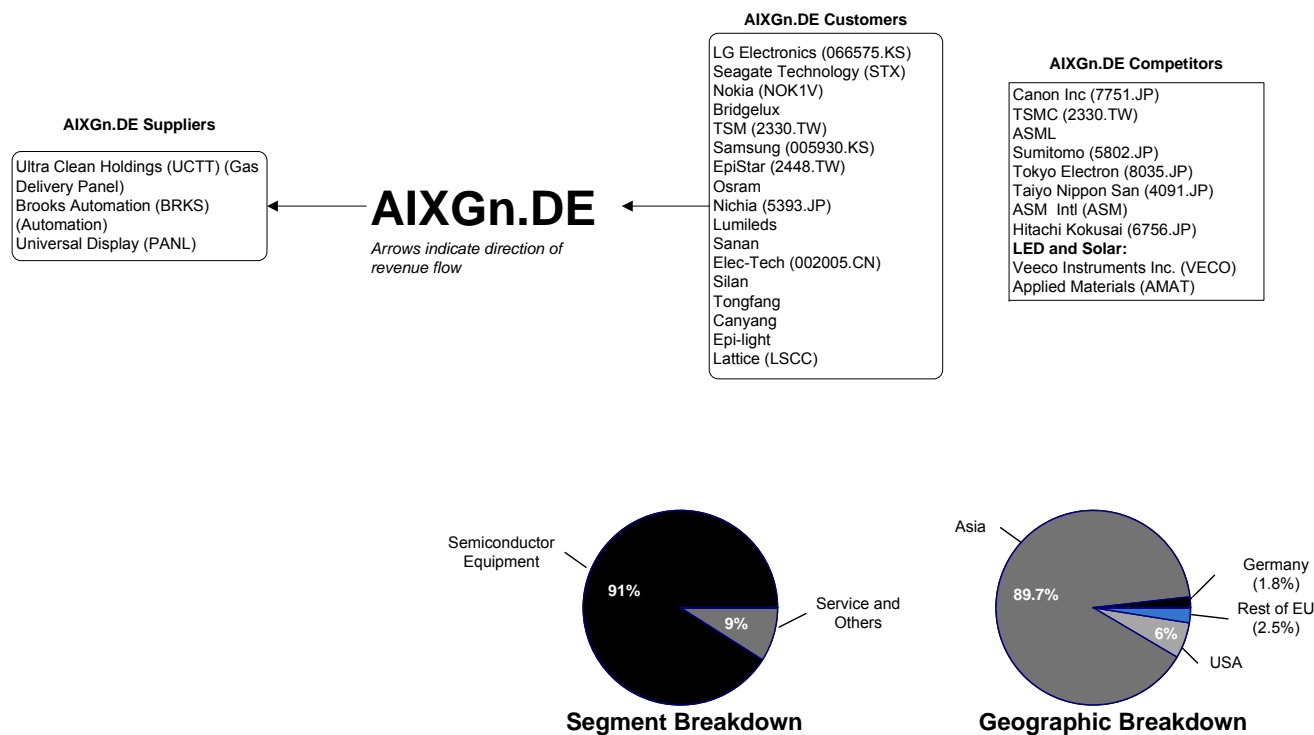 AIXGn.DE Suppliers
Ultra Clean Holdings (UCTT) (Gas
Delivery Panel)
Brooks Automation (BRKS)
(Automation)
Universal Display (PANL)
AIXGn.DE
Arrows indicate direction of
revenue flow
AIXGn.DE Customers
LG Electronics (066575.KS)
Seagate Technology (STX)
Nokia (NOK1V)
Bridgelux
TSM (2330.TW)
Samsung (005930.KS)
EpiStar (2448.TW)
Osram
Nichia (5393.JP)
Lumileds
Sanan
Elec-Tech (002005.CN)
Silan
Tongfang
Canyang
Epi-light
Lattice (LSCC)
AIXGn.DE Competitors
Canon Inc (7751.JP)
TSMC (2330.TW)
ASML
Sumitomo (5802.JP)
Tokyo Electron (8035.JP)
Taiyo Nippon San (4091.JP)
ASM Intl (ASM)
Hitachi Kokusai (6756.JP)
LED and Solar:
Veeco Instruments Inc. (VECO)
Applied Materials (AMAT)
Semiconductor
Equipment
91%
9%
Service and
Others
Segment Breakdown
Asia
89.7%
Germany
(1.8%)
Rest of EU
(2.5%)
6%
USA
Geographic Breakdown